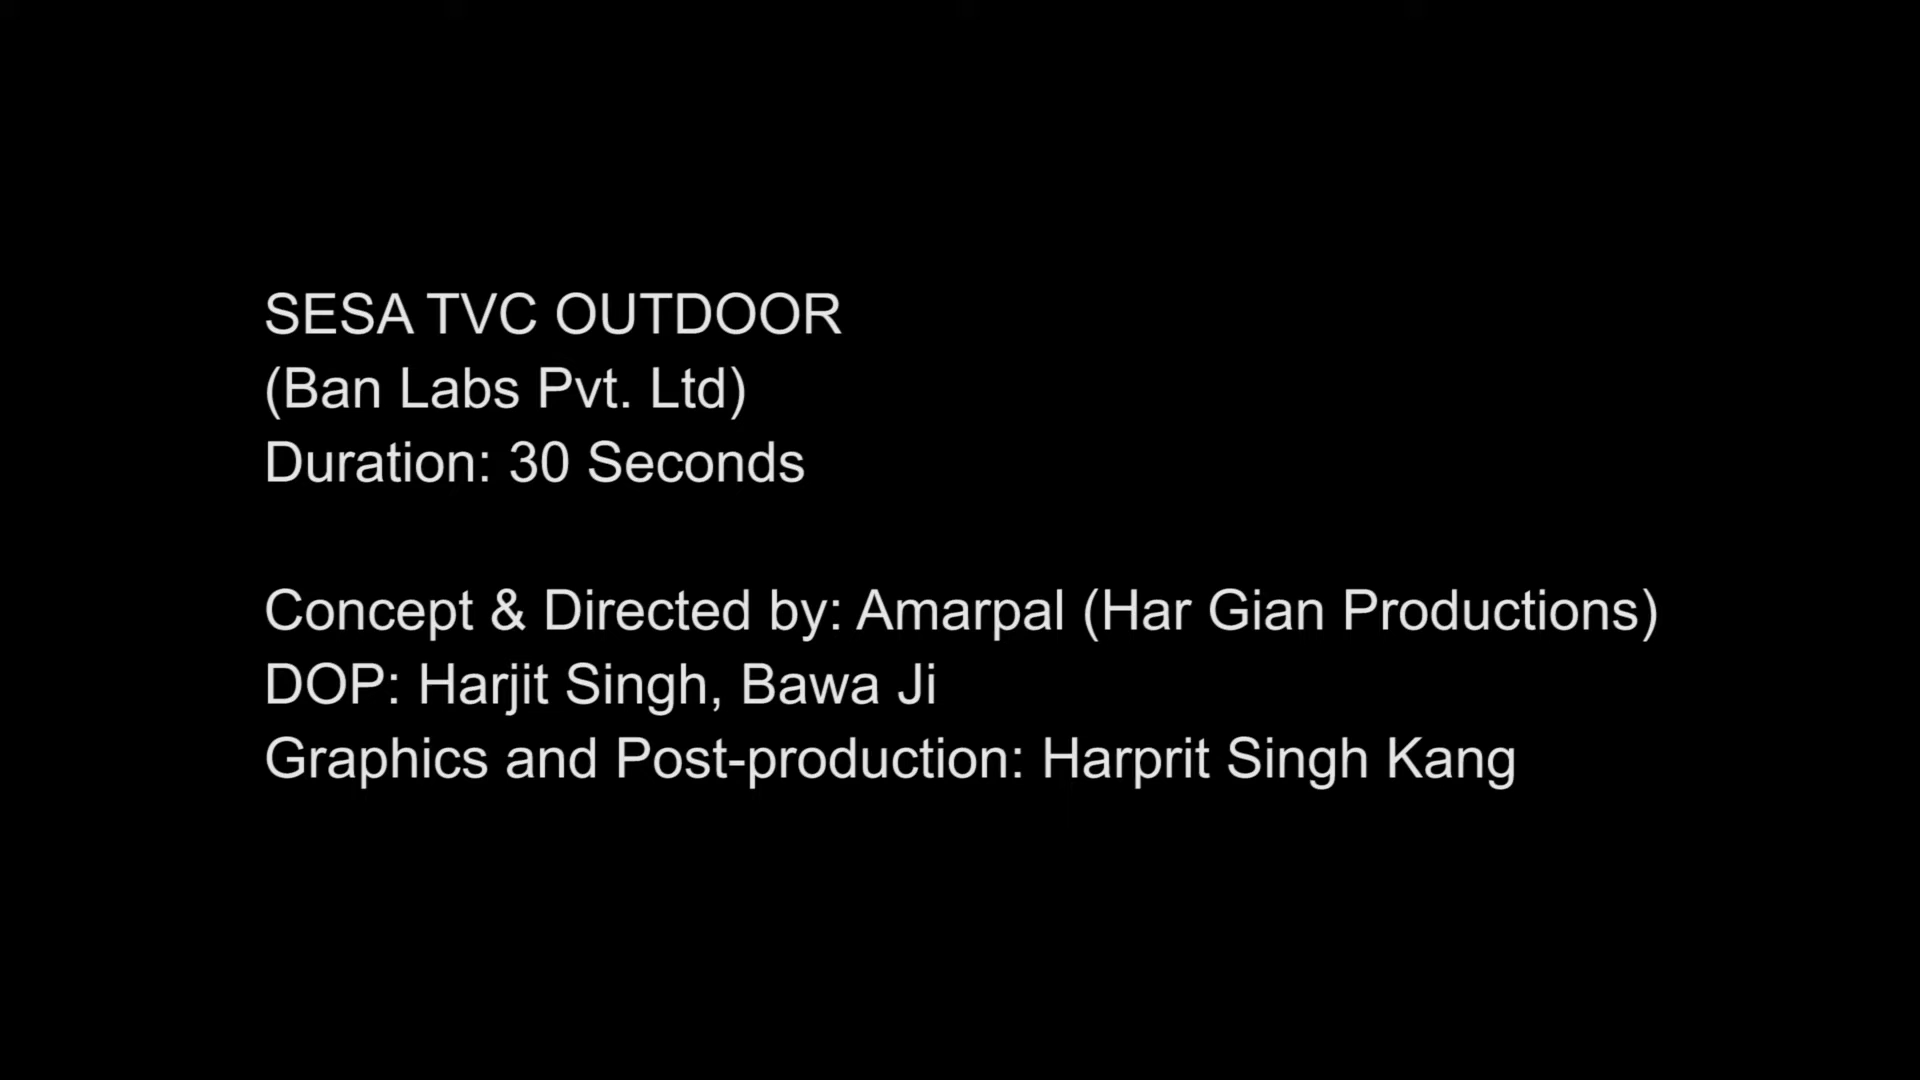 SESA TVC OUTDOOR
(Ban Labs Pvt. Ltd)
Duration: 30 Seconds
Concept & Directed by: Amarpal (Har Gian Productions)
DOP: Harjit Singh, Bawa Ji
Graphics and Post-production: Harprit Singh Kang